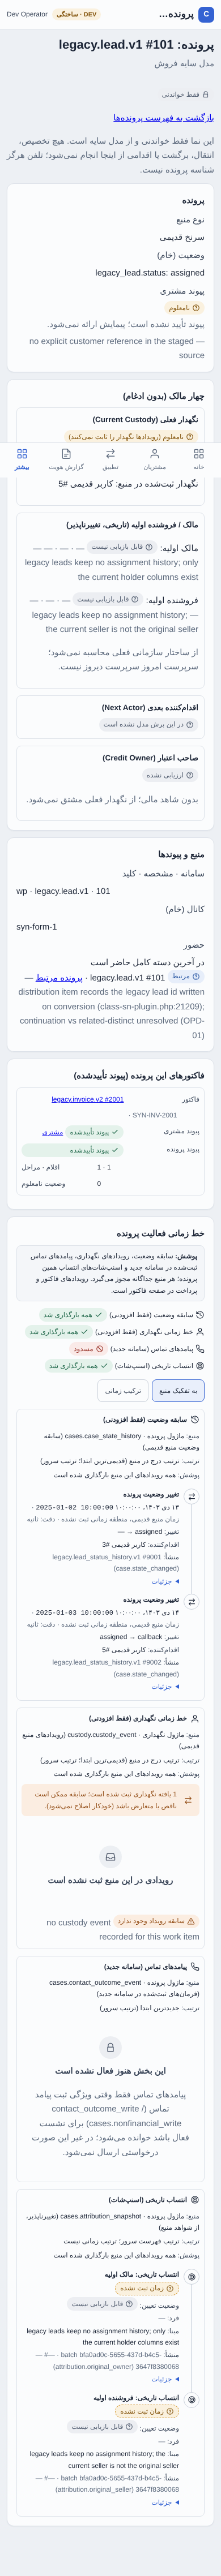 C
پرونده...
DEV · ساختگی
Dev Operator
پرونده: legacy.lead.v1 #101
مدل سایه فروش
فقط خواندنی
بازگشت به فهرست پرونده‌ها
این نما فقط خواندنی و از مدل سایه است. هیچ تخصیص،
انتقال، برگشت یا اقدامی از اینجا انجام نمی‌شود؛ تلفن هرگز
شناسه پرونده نیست.
پرونده
نوع منبع
سرنخ قدیمی
وضعیت (خام)
legacy_lead.status: assigned
پیوند مشتری
نامعلوم
پیوند تأیید نشده است؛ پیمایش ارائه نمی‌شود.
no explicit customer reference in the staged —
source
چهار مالک (بدون ادغام)
نگهدار فعلی (Current Custody)
نامعلوم (رویدادها نگهدار را ثابت نمی‌کنند)
خانه
مشتریان
تطبیق
گزارش هویت
بیشتر
نگهدار ثبت‌شده در منبع: کاربر قدیمی #5
مالک / فروشنده اولیه (تاریخی، تغییرناپذیر)
مالک اولیه: قابل بازیابی نیست — · — · — —
legacy leads keep no assignment history; only
the current holder columns exist
فروشنده اولیه: قابل بازیابی نیست — · — · —
legacy leads keep no assignment history; —
the current seller is not the original seller
از ساختار سازمانی فعلی محاسبه نمی‌شود؛
سرپرست امروز سرپرست دیروز نیست.
اقدام‌کننده بعدی (Next Actor)
در این برش مدل نشده است
صاحب اعتبار (Credit Owner)
ارزیابی نشده
بدون شاهد مالی؛ از نگهدار فعلی مشتق نمی‌شود.
منبع و پیوندها
سامانه · مشخصه · کلید
wp · legacy.lead.v1 · 101
کانال (خام)
syn-form-1
حضور
در آخرین دسته کامل حاضر است
مرتبط legacy.lead.v1 #101 · پرونده مرتبط —
distribution records the legacy lead id written
on conversion (class-sn-plugin.php:21209);
continuation vs related-distinct unresolved (OPD-
01)
فاکتورهای این پرونده (پیوند تأییدشده)
فاکتور
legacy.invoice.v2 #2001
· SYN-INV-2001
پیوند مشتری
پیوند تأییدشده مشتری
پیوند پرونده
پیوند تأییدشده
اقلام · مراحل
1 · 1
وضعیت نامعلوم
0
خط زمانی فعالیت پرونده
پوشش: سابقه وضعیت، رویدادهای نگهداری، پیامدهای تماس
ثبت‌شده در سامانه جدید و اسنپ‌شات‌های انتساب همین
پرونده؛ هر منبع جداگانه مجوز می‌گیرد. رویدادهای فاکتور و
پرداخت در صفحه فاکتور است.
سابقه وضعیت (فقط افزودنی) همه بارگذاری شد
خط زمانی نگهداری (فقط افزودنی) همه بارگذاری شد
پیامدهای تماس (سامانه جدید) مسدود
انتساب تاریخی (اسنپ‌شات) همه بارگذاری شد
به تفکیک منبع
ترکیب زمانی
سابقه وضعیت (فقط افزودنی)
منبع: ماژول پرونده · cases.case_state_history (سابقه
وضعیت منبع قدیمی)
ترتیب: ترتیب درج در منبع (قدیمی‌ترین ابتدا؛ ترتیب سرور)
پوشش: همه رویدادهای این منبع بارگذاری شده است
تغییر وضعیت پرونده
۱۳ دی ۱۴۰۳، ۱۰:۰۰:۰۰ · 2025-01-02 10:00:00 ·
زمان منبع قدیمی، منطقه زمانی ثبت نشده · دقت: ثانیه
تغییر: — → assigned
اقدام‌کننده: کاربر قدیمی #3
منشأ: legacy.lead_status_history.v1 #9001
(case.state_changed)
جزئیات
تغییر وضعیت پرونده
۱۴ دی ۱۴۰۳، ۱۰:۰۰:۰۰ · 2025-01-03 10:00:00 ·
زمان منبع قدیمی، منطقه زمانی ثبت نشده · دقت: ثانیه
تغییر: assigned → callback
اقدام‌کننده: کاربر قدیمی #5
منشأ: legacy.lead_status_history.v1 #9002
(case.state_changed)
جزئیات
خط زمانی نگهداری (فقط افزودنی)
منبع: ماژول نگهداری · custody.custody_event (رویدادهای منبع
قدیمی)
ترتیب: ترتیب درج در منبع (قدیمی‌ترین ابتدا؛ ترتیب سرور)
پوشش: همه رویدادهای این منبع بارگذاری شده است
1 یافته نگهداری ثبت شده است؛ سابقه ممکن است
ناقص یا متعارض باشد (خودکار اصلاح نمی‌شود).
رویدادی در این منبع ثبت نشده است
سابقه رویداد وجود ندارد no custody event
recorded for this work item
پیامدهای تماس (سامانه جدید)
منبع: ماژول پرونده · cases.contact_outcome_event
(فرمان‌های ثبت‌شده در سامانه جدید)
ترتیب: جدیدترین ابتدا (ترتیب سرور)
این بخش هنوز فعال نشده است
پیامدهای تماس فقط وقتی ویژگی ثبت پیامد
تماس (contact_outcome_write /
cases.nonfinancial_write) برای نشست
فعال باشد خوانده می‌شود؛ در غیر این صورت
درخواستی ارسال نمی‌شود.
انتساب تاریخی (اسنپ‌شات)
منبع: ماژول پرونده · cases.attribution_snapshot (تغییرناپذیر،
از شواهد منبع)
ترتیب: ترتیب فهرست سرور؛ ترتیب زمانی نیست
پوشش: همه رویدادهای این منبع بارگذاری شده است
انتساب تاریخی: مالک اولیه
زمان ثبت نشده
وضعیت تعیین: قابل بازیابی نیست
فرد: —
مبنا: legacy leads keep no assignment history; only
the current holder columns exist
منشأ: — #— · batch bfa0ad0c-5655-437d-b4c5-
3647f8380068 (attribution.original_owner)
جزئیات
انتساب تاریخی: فروشنده اولیه
زمان ثبت نشده
وضعیت تعیین: قابل بازیابی نیست
فرد: —
مبنا: legacy leads keep no assignment history; the
current seller is not the original seller
منشأ: — #— · batch bfa0ad0c-5655-437d-b4c5-
3647f8380068 (attribution.original_seller)
جزئیات